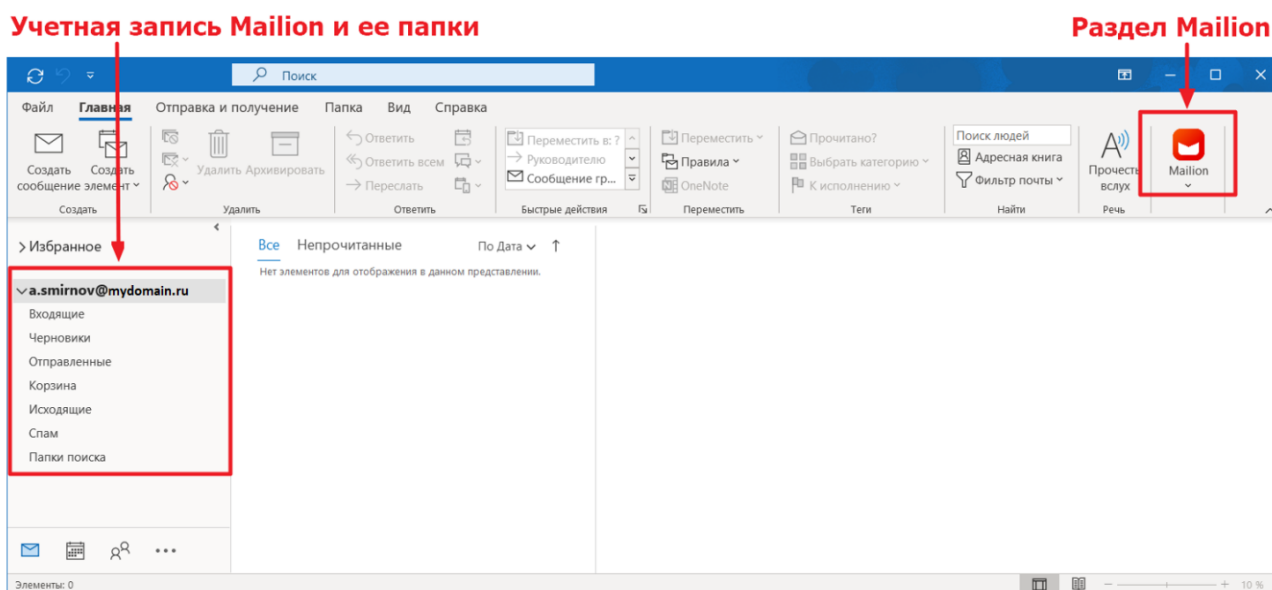 Учетная запись Mailion и ее папки
Раздел Mailion
Поиск
Файл Главная Отправка и получение Папка Вид Справка
Создать сообщение
Создать элемент
Создать
Удалить
Архивировать
Удалить
Ответить
Ответить всем
Переслать
Ответить
Переместить в: ?
Руководителю
Сообщение гр...
Быстрые действия
Переместить
Правила
OneNote
Переместить
Прочитано?
Выбрать категорию
К исполнению
Теги
Поиск людей
Адресная книга
Фильтр почты
Найти
Прочесть вслух
Речь
Mailion
Избранное
a.smirnov@mydomain.ru
Входящие
Черновики
Отправленные
Корзина
Исходящие
Спам
Папки поиска
Все Непрочитанные По Дата
Нет элементов для отображения в данном представлении.
Элементы: 0
10 %